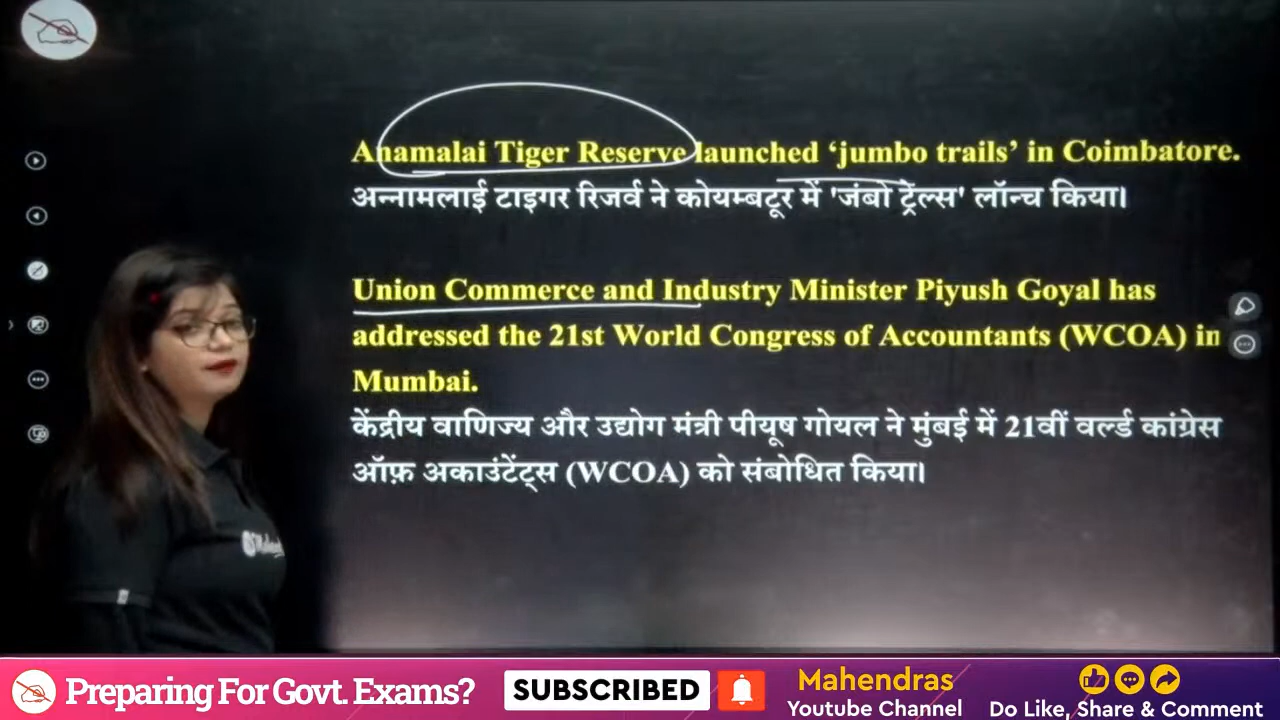 Anamalai Tiger Reserve launched ‘jumbo trails’ in Coimbatore.
अन्नामलाई टाइगर रिजर्व ने कोयम्बटूर में 'जंबो ट्रेल्स' लॉन्च किया।
Union Commerce and Industry Minister Piyush Goyal has
addressed the 21st World Congress of Accountants (WCOA) in
Mumbai.
केंद्रीय वाणिज्य और उद्योग मंत्री पीयूष गोयल ने मुंबई में 21वीं वर्ल्ड कांग्रेस
ऑफ़ अकाउंटेंट्स (WCOA) को संबोधित किया।
Preparing For Govt. Exams?
SUBSCRIBED
Mahendras
Youtube Channel
Do Like, Share & Comment